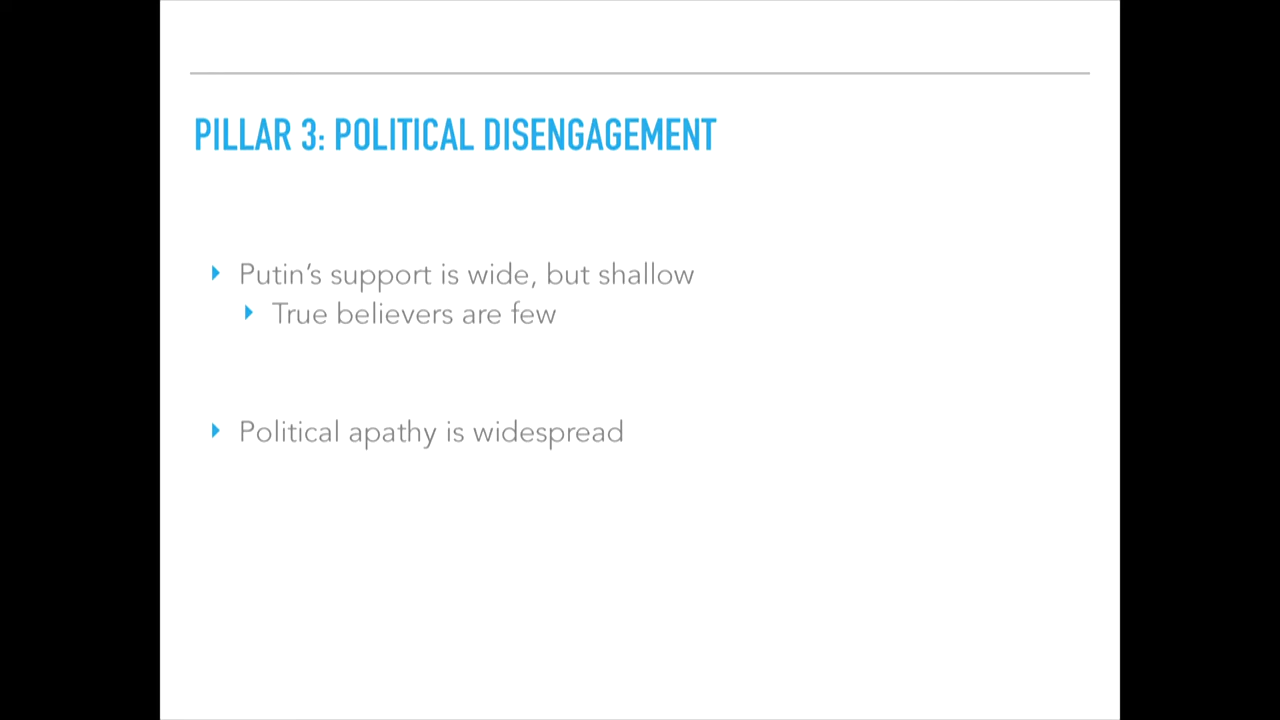 PILLAR 3: POLITICAL DISENGAGEMENT
Putin’s support is wide, but shallow
True believers are few
Political apathy is widespread